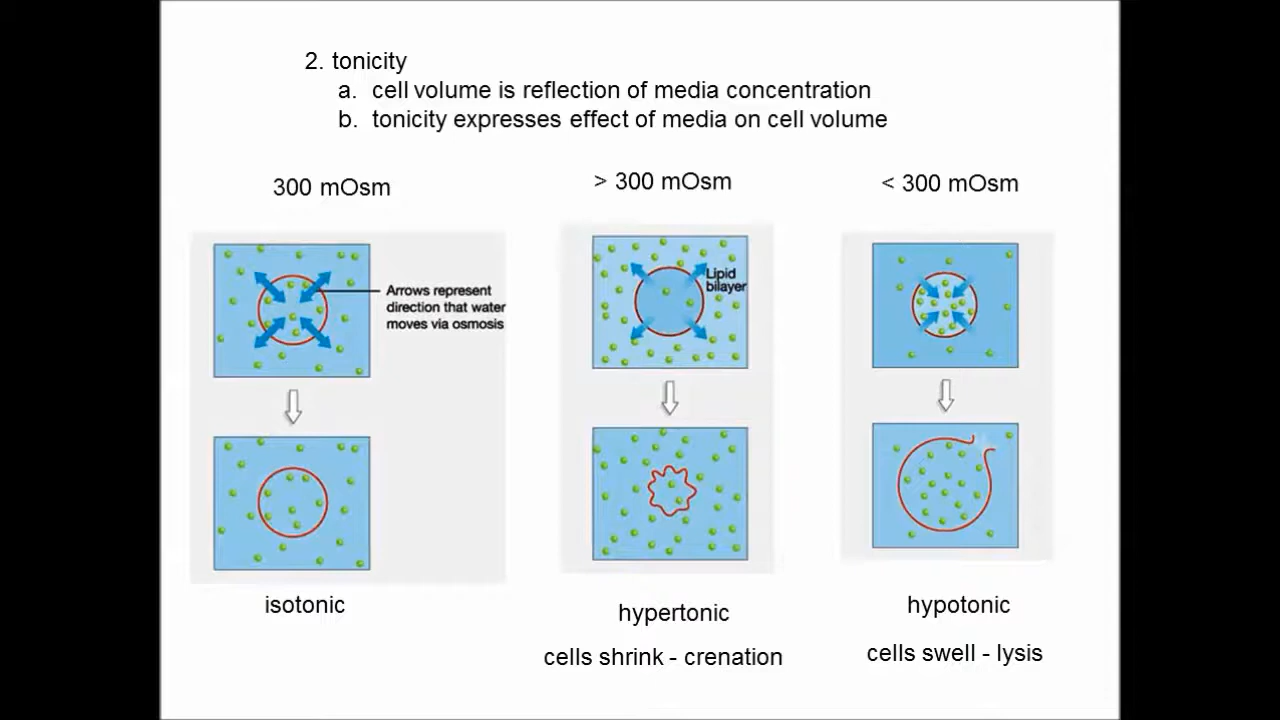 2. tonicity
a. cell volume is reflection of media concentration
b. tonicity expresses effect of media on cell volume
300 mOsm
> 300 mOsm
< 300 mOsm
Arrows represent
direction that water
moves via osmosis
Lipid
bilayer
isotonic
hypertonic
hypotonic
cells shrink - crenation
cells swell - lysis